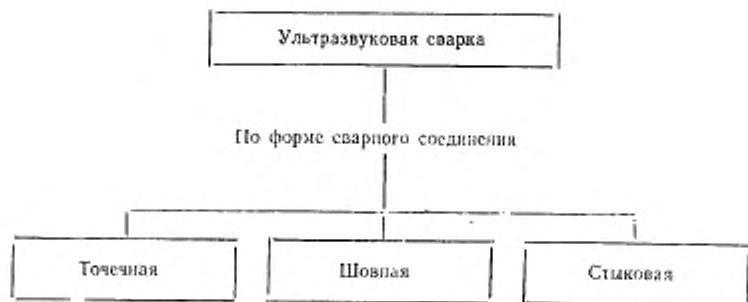 Ультразвуковая сварка
По форме сварного соединения
Точечная
Шовная
Стыковая